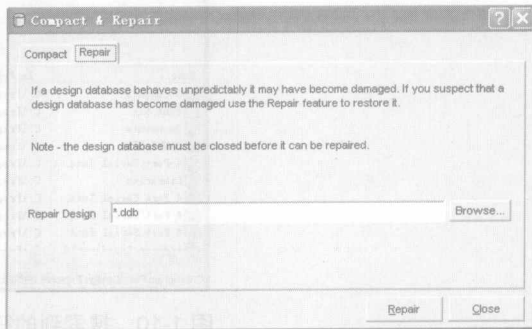 Compact & Repair
Compact Repair
If a design database behaves unpredictably it may have become damaged. If you suspect that a
design database has become damaged use the Repair feature to restore it.
Note - the design database must be closed before it can be repaired.
Repair Design *.ddb Browse...
Repair Close